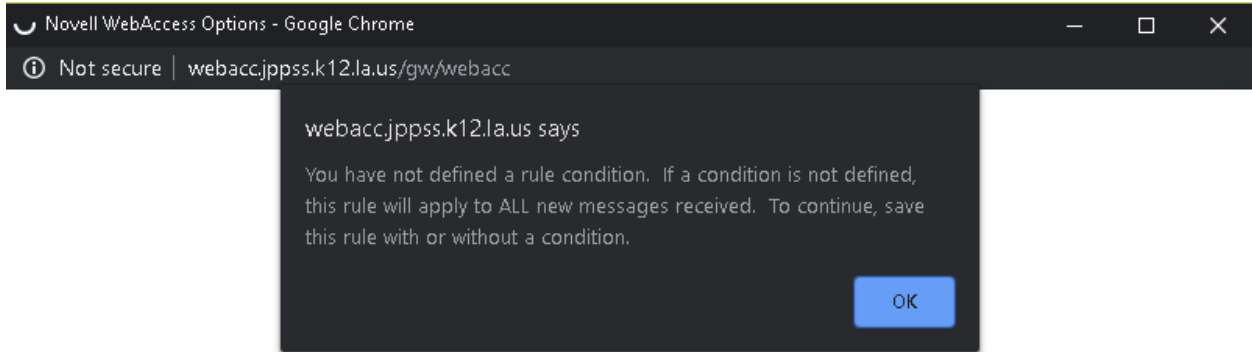 Novell WebAccess Options - Google Chrome
Not secure | webacc.jppss.k12.la.us/gw/webacc
webacc.jppss.k12.la.us says
You have not defined a rule condition.  If a condition is not defined,
this rule will apply to ALL new messages received.  To continue, save
this rule with or without a condition.
OK